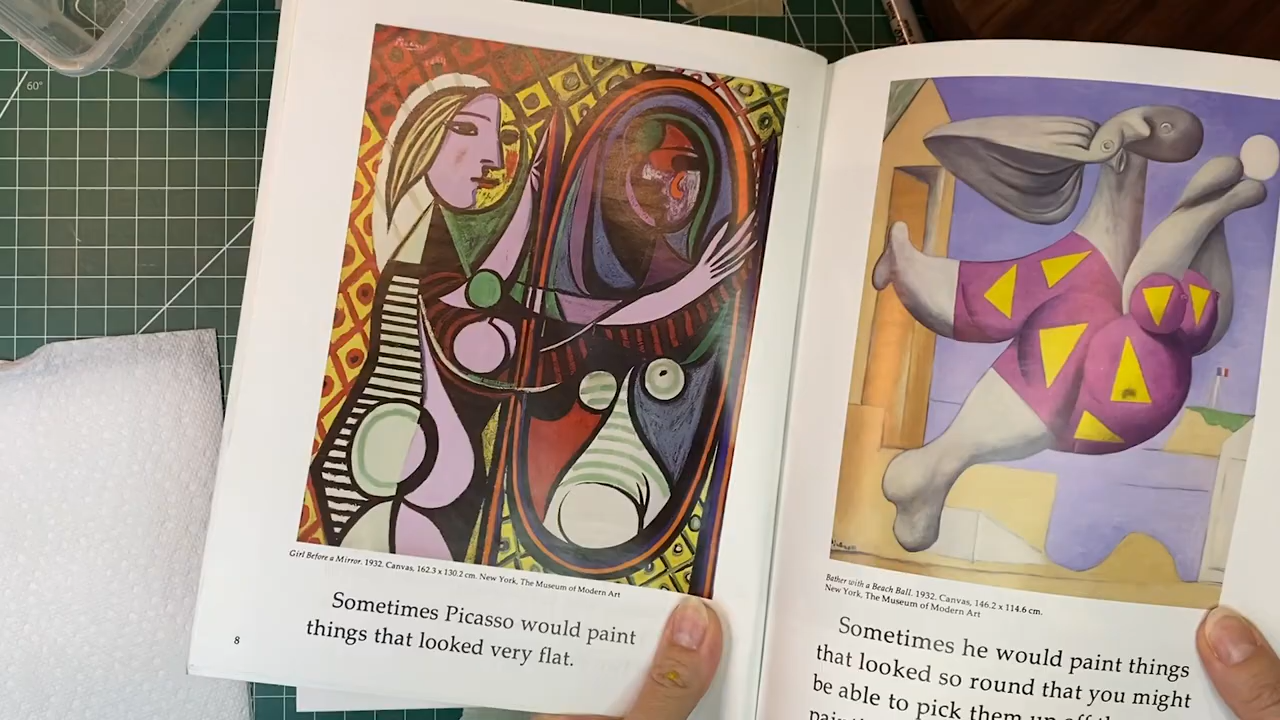 60°
Picasso
Girl Before a Mirror. 1932. Canvas, 162.3 x 130.2 cm. New York, The Museum of Modern Art
Sometimes Picasso would paint
things that looked very flat.
8
Bather with a Beach Ball. 1932. Canvas, 146.2 x 114.6 cm.
New York, The Museum of Modern Art
Sometimes he would paint things
that looked so round that you might
be able to pick them up off the